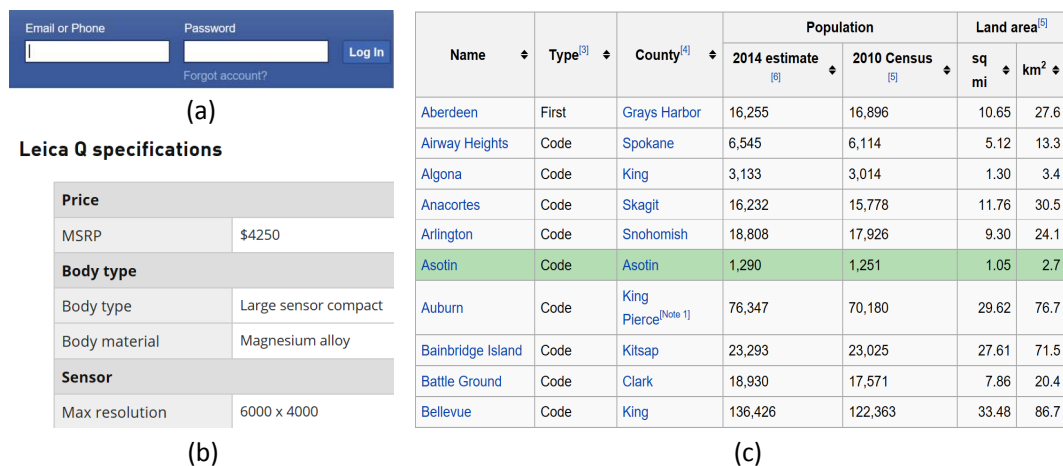 Email or Phone Password
Log In
Forgot account?
(a)
Leica Q specifications
Price
MSRP $4250
Body type
Body type Large sensor compact
Body material Magnesium alloy
Sensor
Max resolution 6000 x 4000
(b)
Population Land area[5]
Name Type[3] County[4] 2014 estimate 2010 Census sq km2
[6] [5] mi
Aberdeen First Grays Harbor 16,255 16,896 10.65 27.6
Airway Heights Code Spokane 6,545 6,114 5.12 13.3
Algona Code King 3,133 3,014 1.30 3.4
Anacortes Code Skagit 16,232 15,778 11.76 30.5
Arlington Code Snohomish 18,808 17,926 9.30 24.1
Asotin Code Asotin 1,290 1,251 1.05 2.7
Auburn Code King 76,347 70,180 29.62 76.7
Pierce[Note 1]
Bainbridge Island Code Kitsap 23,293 23,025 27.61 71.5
Battle Ground Code Clark 18,930 17,571 7.86 20.4
Bellevue Code King 136,426 122,363 33.48 86.7
(c)